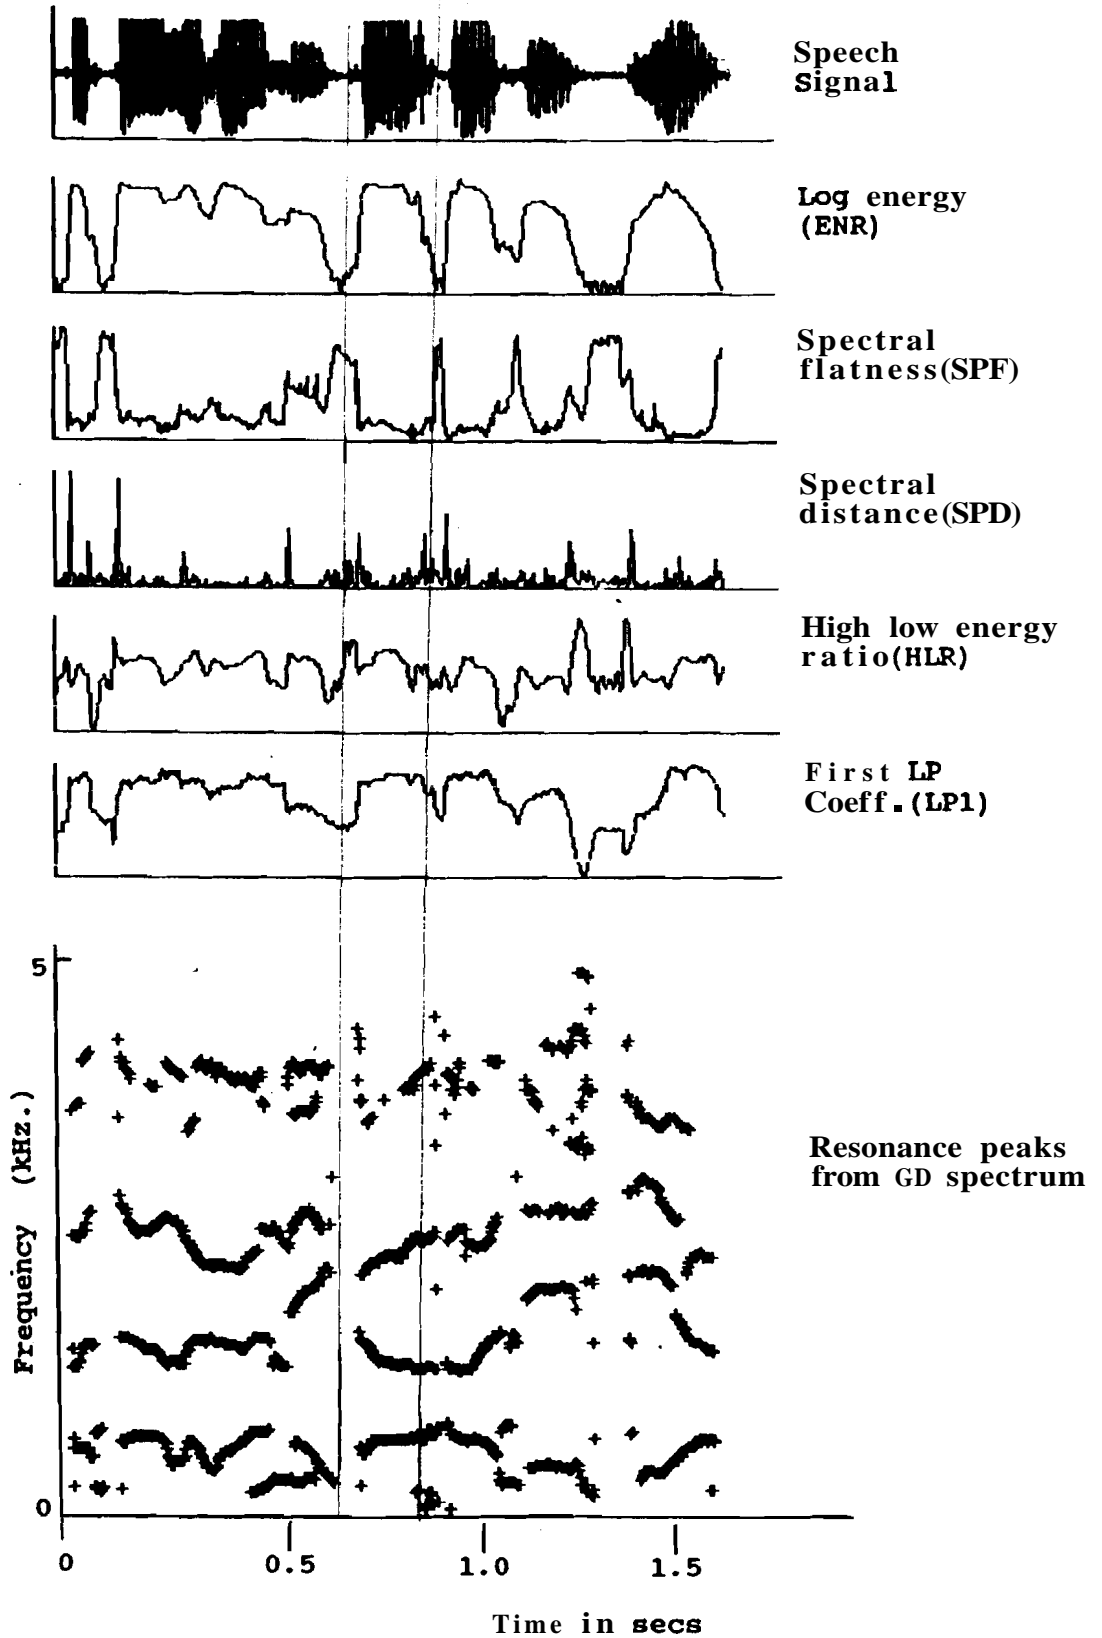 Speech
Signal
Log energy
(ENR)
Spectral
flatness(SPF)
Spectral
distance(SPD)
High low energy
ratio(HLR)
First LP
Coeff.(LP1)
5
Resonance peaks
from GD spectrum
Frequency (kHz.)
0
0 0.5 1.0 1.5
Time in secs